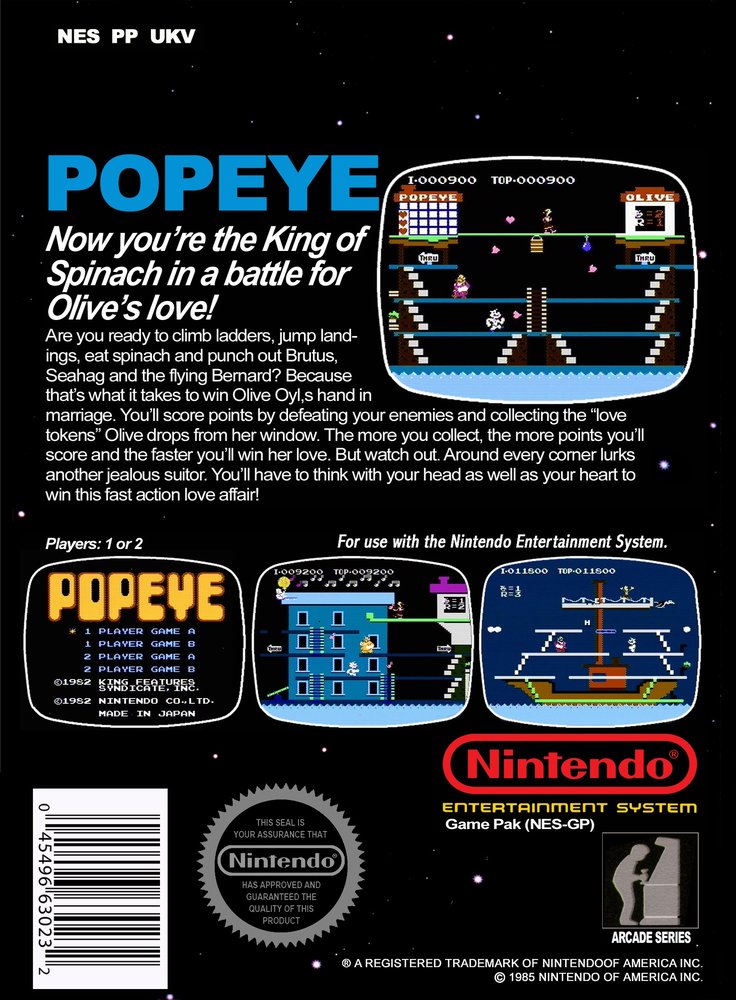 NES PP UKV
POPEYE
Now you're the King of
Spinach in a battle for
Olive's love!
Are you ready to climb ladders, jump land-
ings, eat spinach and punch out Brutus,
Seahag and the flying Bernard? Because
that's what it takes to win Olive Oyl,s hand in
marriage. You'll score points by defeating your enemies and collecting the “love
tokens” Olive drops from her window. The more you collect, the more points you'll
score and the faster you'll win her love. But watch out. Around every corner lurks
another jealous suitor. You'll have to think with your head as well as your heart to
win this fast action love affair!
I-000900 TOP-000900
POPEYE OLIVE
THRU THRU
Players: 1 or 2
For use with the Nintendo Entertainment System.
POPEYE
1 PLAYER GAME A
1 PLAYER GAME B
2 PLAYER GAME A
2 PLAYER GAME B
©1982 KING FEATURES
SYNDICATE, INC.
©1982 NINTENDO CO.,LTD.
MADE IN JAPAN
I-009200 TOP-009200
THRU THRU
I-011800 TOP-011800
H
Nintendo®
ENTERTAINMENT SYSTEM
Game Pak (NES-GP)
0 45496 63023 2
THIS SEAL IS
YOUR ASSURANCE THAT
Nintendo®
HAS APPROVED AND
GUARANTEED THE
QUALITY OF THIS
PRODUCT
ARCADE SERIES
® A REGISTERED TRADEMARK OF NINTENDOOF AMERICA INC.
© 1985 NINTENDO OF AMERICA INC.